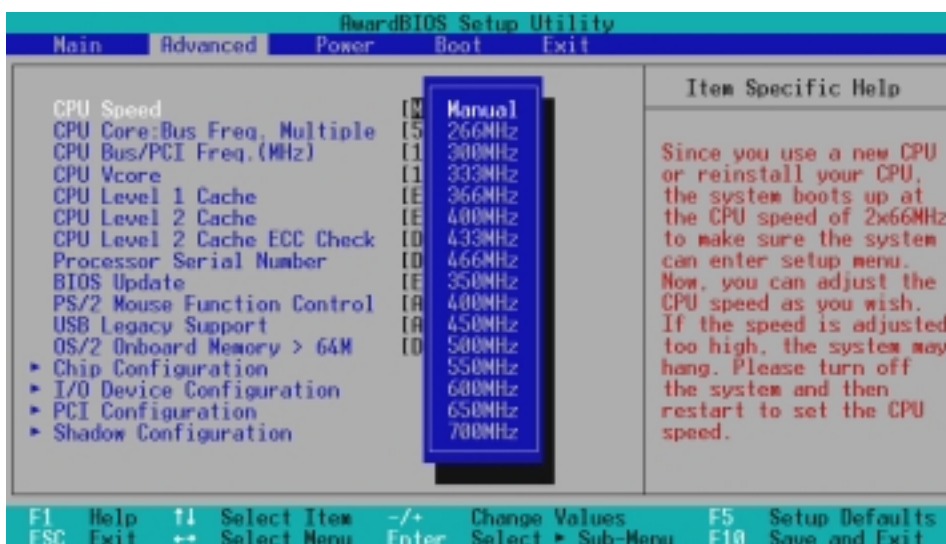 AwardBIOS Setup Utility
Main Advanced Power Boot Exit
CPU Speed [M
CPU Core:Bus Freq. Multiple [5
CPU Bus/PCI Freq.(MHz) [1
CPU Vcore [1
CPU Level 1 Cache [E
CPU Level 2 Cache [E
CPU Level 2 Cache ECC Check [D
Processor Serial Number [D
BIOS Update [E
PS/2 Mouse Function Control [A
USB Legacy Support [A
OS/2 Onboard Memory > 64M [D
► Chip Configuration
► I/O Device Configuration
► PCI Configuration
► Shadow Configuration
Manual
266MHz
300MHz
333MHz
366MHz
400MHz
433MHz
466MHz
350MHz
400MHz
450MHz
500MHz
550MHz
600MHz
650MHz
700MHz
Item Specific Help
Since you use a new CPU
or reinstall your CPU,
the system boots up at
the CPU speed of 2x66MHz
to make sure the system
can enter setup menu.
Now, you can adjust the
CPU speed as you wish.
If the speed is adjusted
too high, the system may
hang. Please turn off
the system and then
restart to set the CPU
speed.
F1 Help ↑↓ Select Item -/+ Change Values F5 Setup Defaults
ESC Exit ↔ Select Menu Enter Select ► Sub-Menu F10 Save and Exit